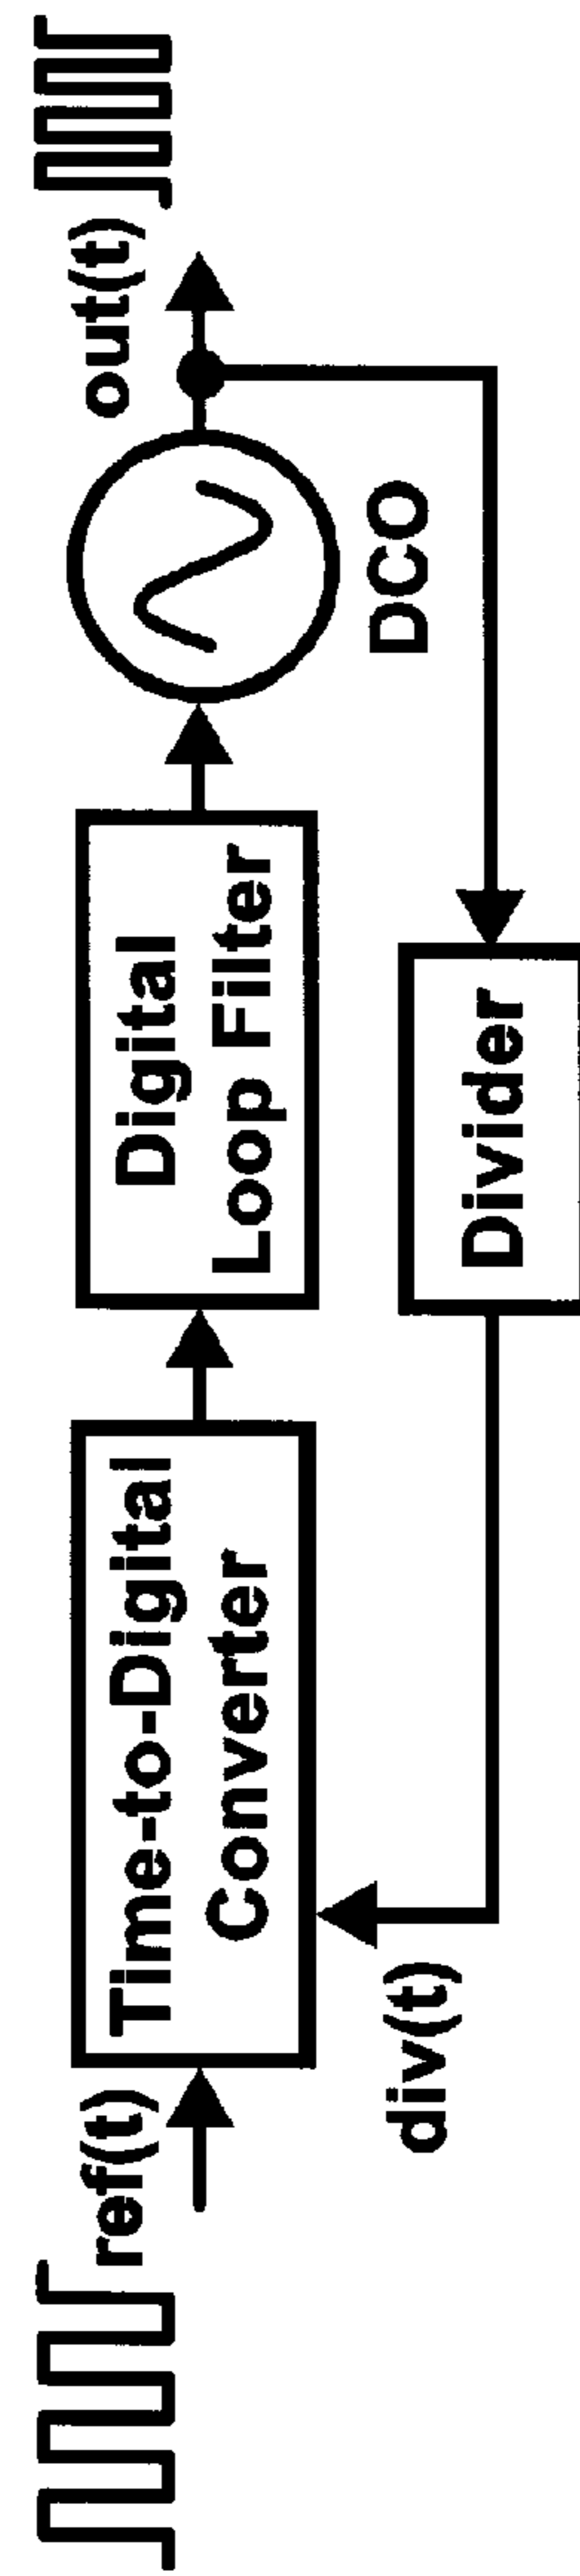 ref(t)
Time-to-Digital
Converter
Digital
Loop Filter
DCO
out(t)
div(t)
Divider